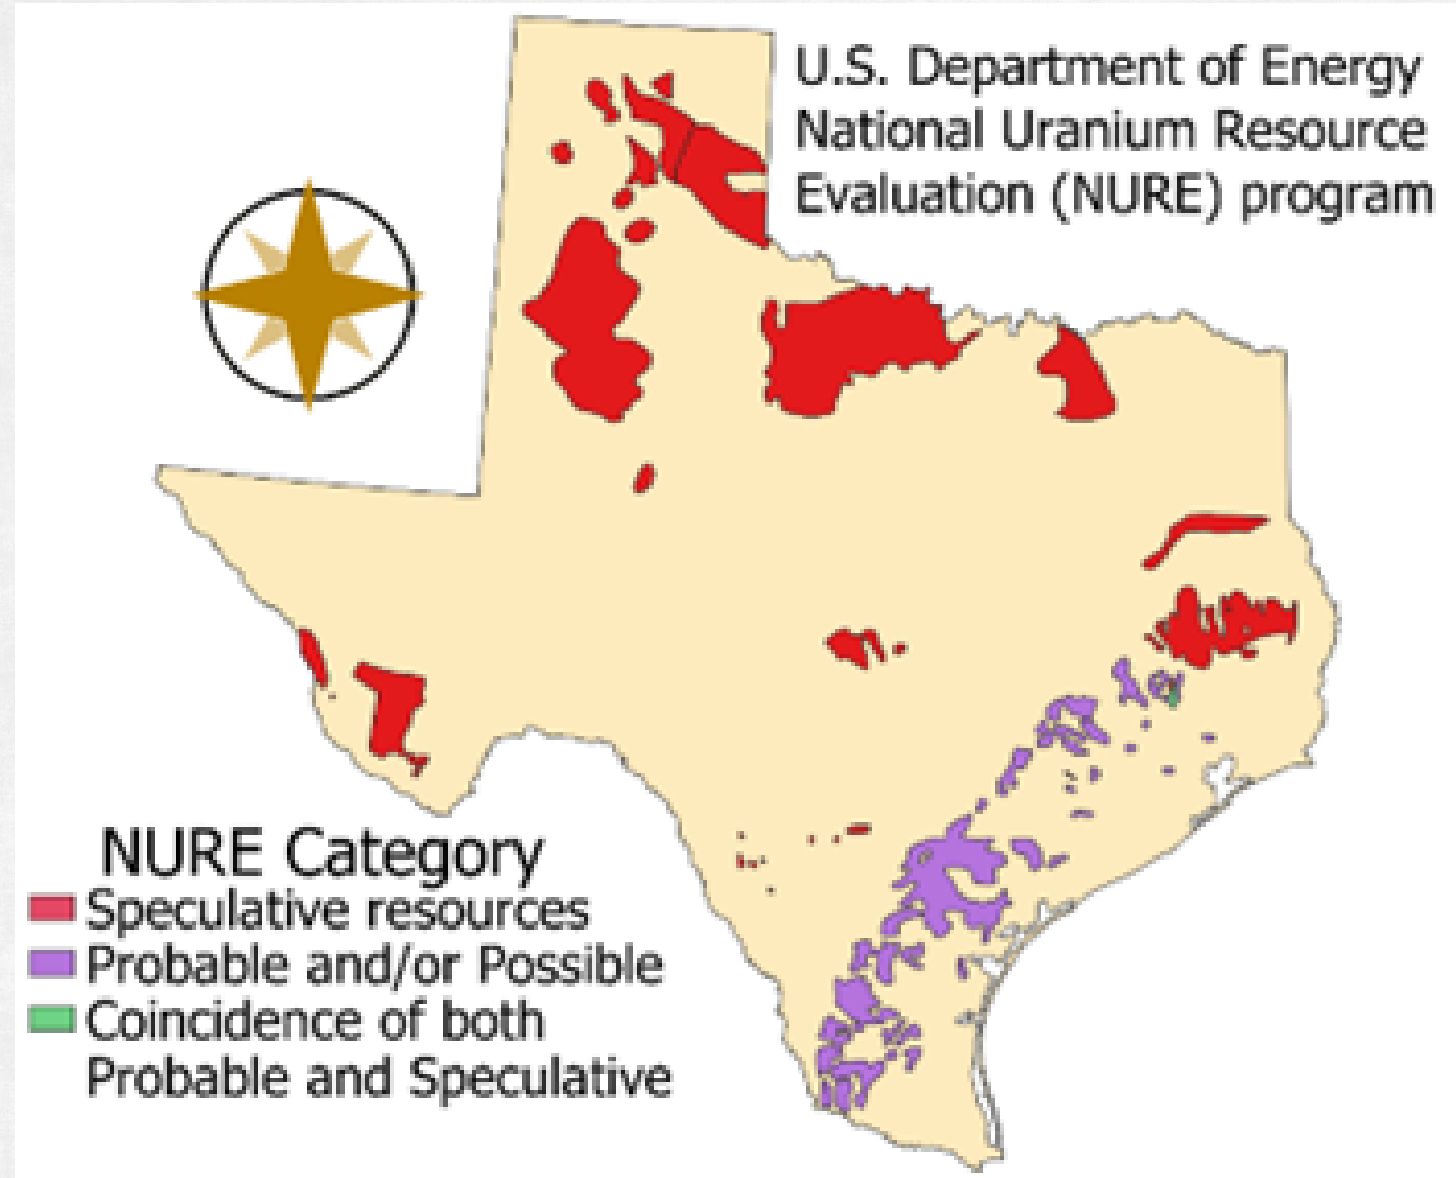 U.S. Department of Energy
National Uranium Resource
Evaluation (NURE) program
NURE Category
Speculative resources
Probable and/or Possible
Coincidence of both
Probable and Speculative